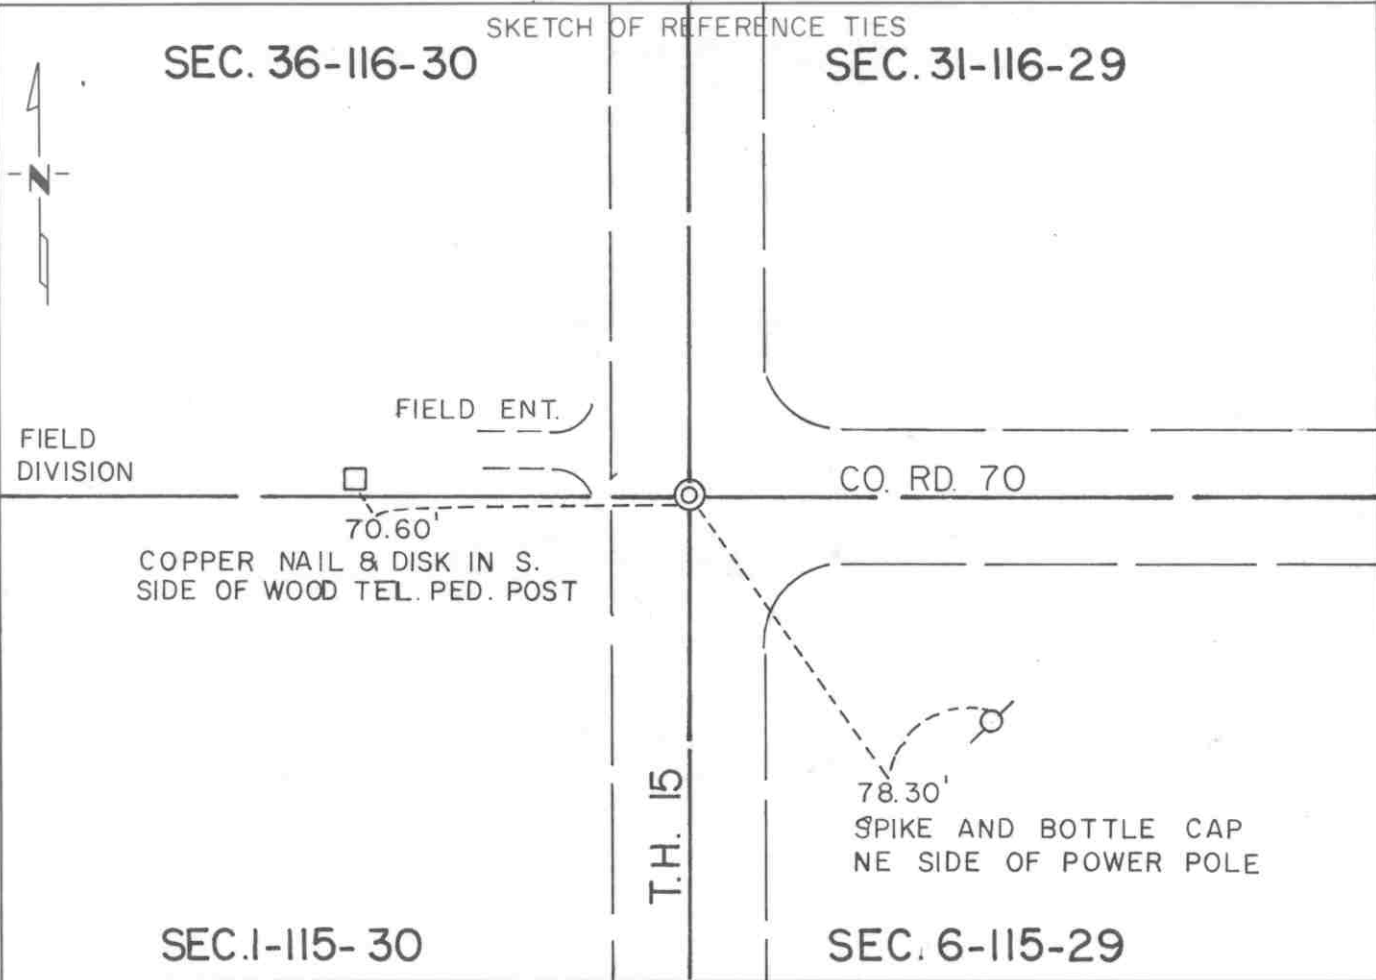 SKETCH OF REFERENCE TIES
SEC. 36-116-30
SEC. 31-116-29
N
FIELD ENT.
FIELD
DIVISION
CO. RD. 70
70.60'
COPPER NAIL & DISK IN S.
SIDE OF WOOD TEL. PED. POST
T.H. 15
78.30'
SPIKE AND BOTTLE CAP
NE SIDE OF POWER POLE
SEC. 1-115-30
SEC. 6-115-29